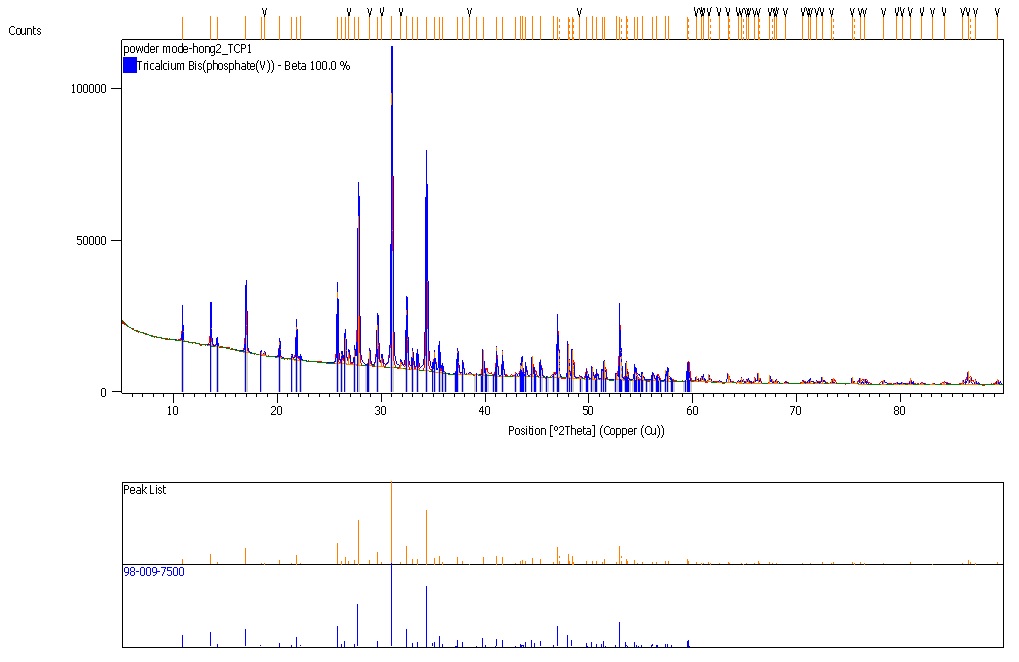 Counts
powder mode-hong2_TCP1
Tricalcium Bis(phosphate(V)) - Beta 100.0 %
100000
50000
0
10 20 30 40 50 60 70 80
Position [°2Theta] (Copper (Cu))
Peak List
98-009-7500